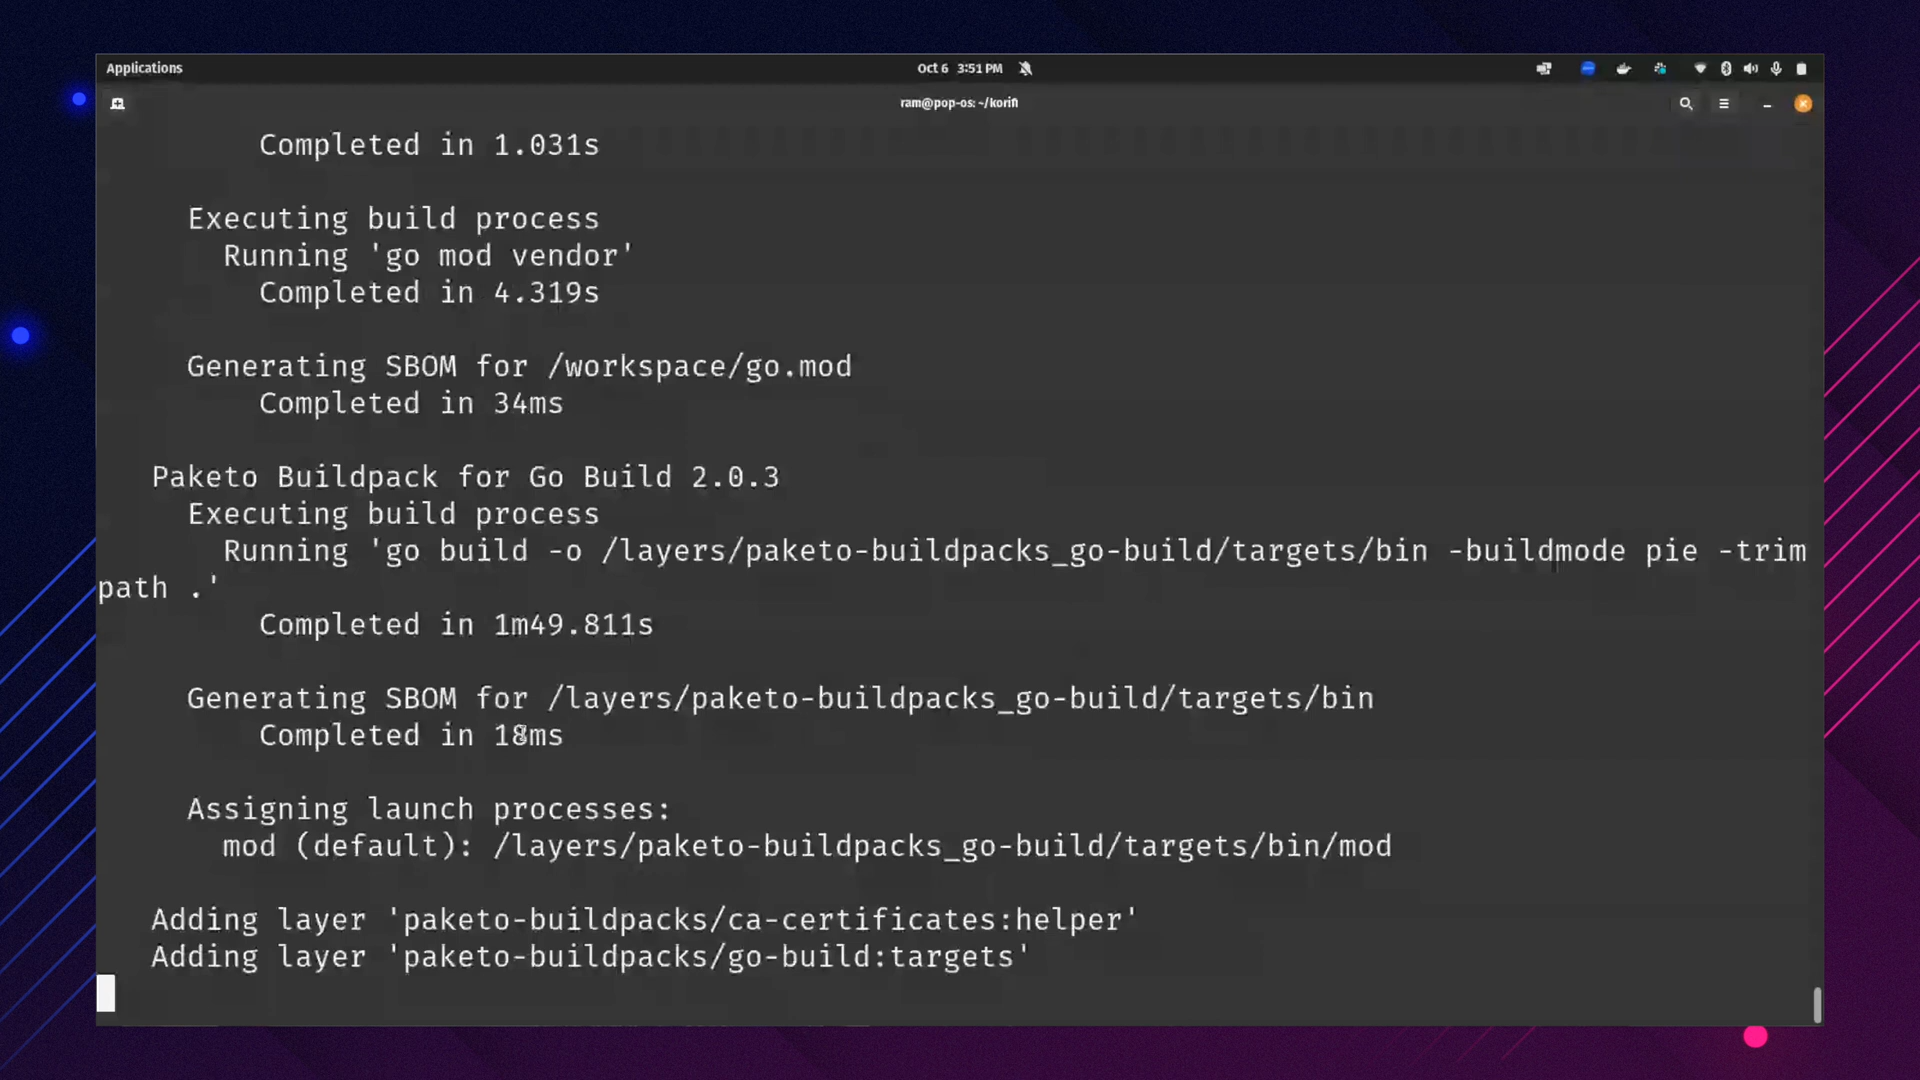 Applications
Oct 6 3:51 PM
ram@pop-os: ~/korifi
Completed in 1.031s
Executing build process
Running 'go mod vendor'
Completed in 4.319s
Generating SBOM for /workspace/go.mod
Completed in 34ms
Paketo Buildpack for Go Build 2.0.3
Executing build process
Running 'go build -o /layers/paketo-buildpacks_go-build/targets/bin -buildmode pie -trim
path .'
Completed in 1m49.811s
Generating SBOM for /layers/paketo-buildpacks_go-build/targets/bin
Completed in 18ms
Assigning launch processes:
mod (default): /layers/paketo-buildpacks_go-build/targets/bin/mod
Adding layer 'paketo-buildpacks/ca-certificates:helper'
Adding layer 'paketo-buildpacks/go-build:targets'